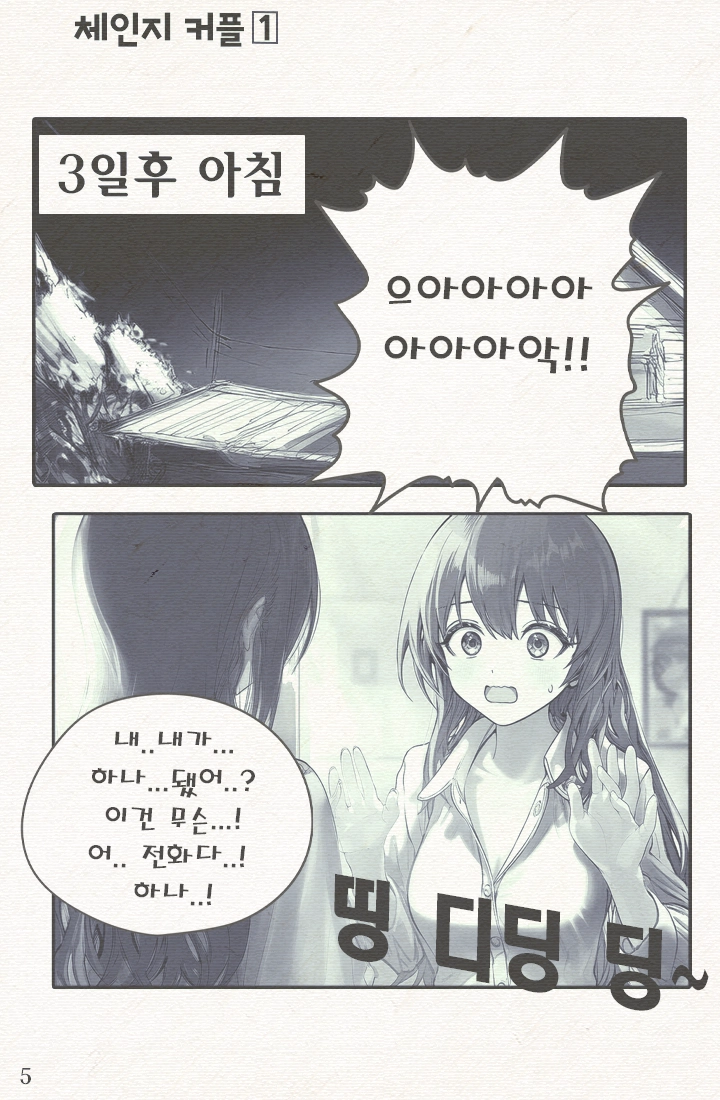 체인지 커플 1
3일후 아침
으아아아아
아아아악!!
내..내가...
하나...됐어..?
이건 무슨...!
어.. 전화다..!
하나..!
띵 디딩 딩~
5